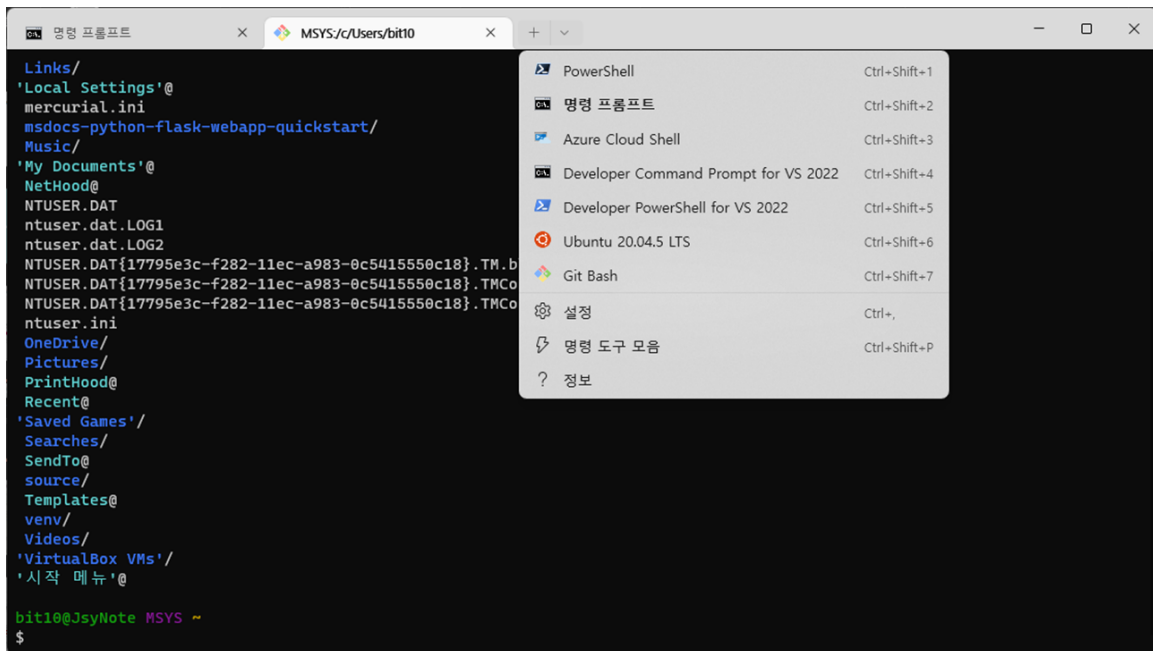 명령 프롬프트
MSYS:/c/Users/bit10
Links/
'Local Settings'@
mercurial.ini
msdocs-python-flask-webapp-quickstart/
Music/
'My Documents'@
NetHood@
NTUSER.DAT
ntuser.dat.LOG1
ntuser.dat.LOG2
NTUSER.DAT{17795e3c-f282-11ec-a983-0c5415550c18}.TM.b
NTUSER.DAT{17795e3c-f282-11ec-a983-0c5415550c18}.TMCo
NTUSER.DAT{17795e3c-f282-11ec-a983-0c5415550c18}.TMCo
ntuser.ini
OneDrive/
Pictures/
PrintHood@
Recent@
'Saved Games'/
Searches/
SendTo@
source/
Templates@
venv/
Videos/
'VirtualBox VMs'/
'시작 메뉴'@
bit10@JsyNote MSYS ~
$
PowerShell Ctrl+Shift+1
명령 프롬프트 Ctrl+Shift+2
Azure Cloud Shell Ctrl+Shift+3
Developer Command Prompt for VS 2022 Ctrl+Shift+4
Developer PowerShell for VS 2022 Ctrl+Shift+5
Ubuntu 20.04.5 LTS Ctrl+Shift+6
Git Bash Ctrl+Shift+7
설정 Ctrl+,
명령 도구 모음 Ctrl+Shift+P
정보